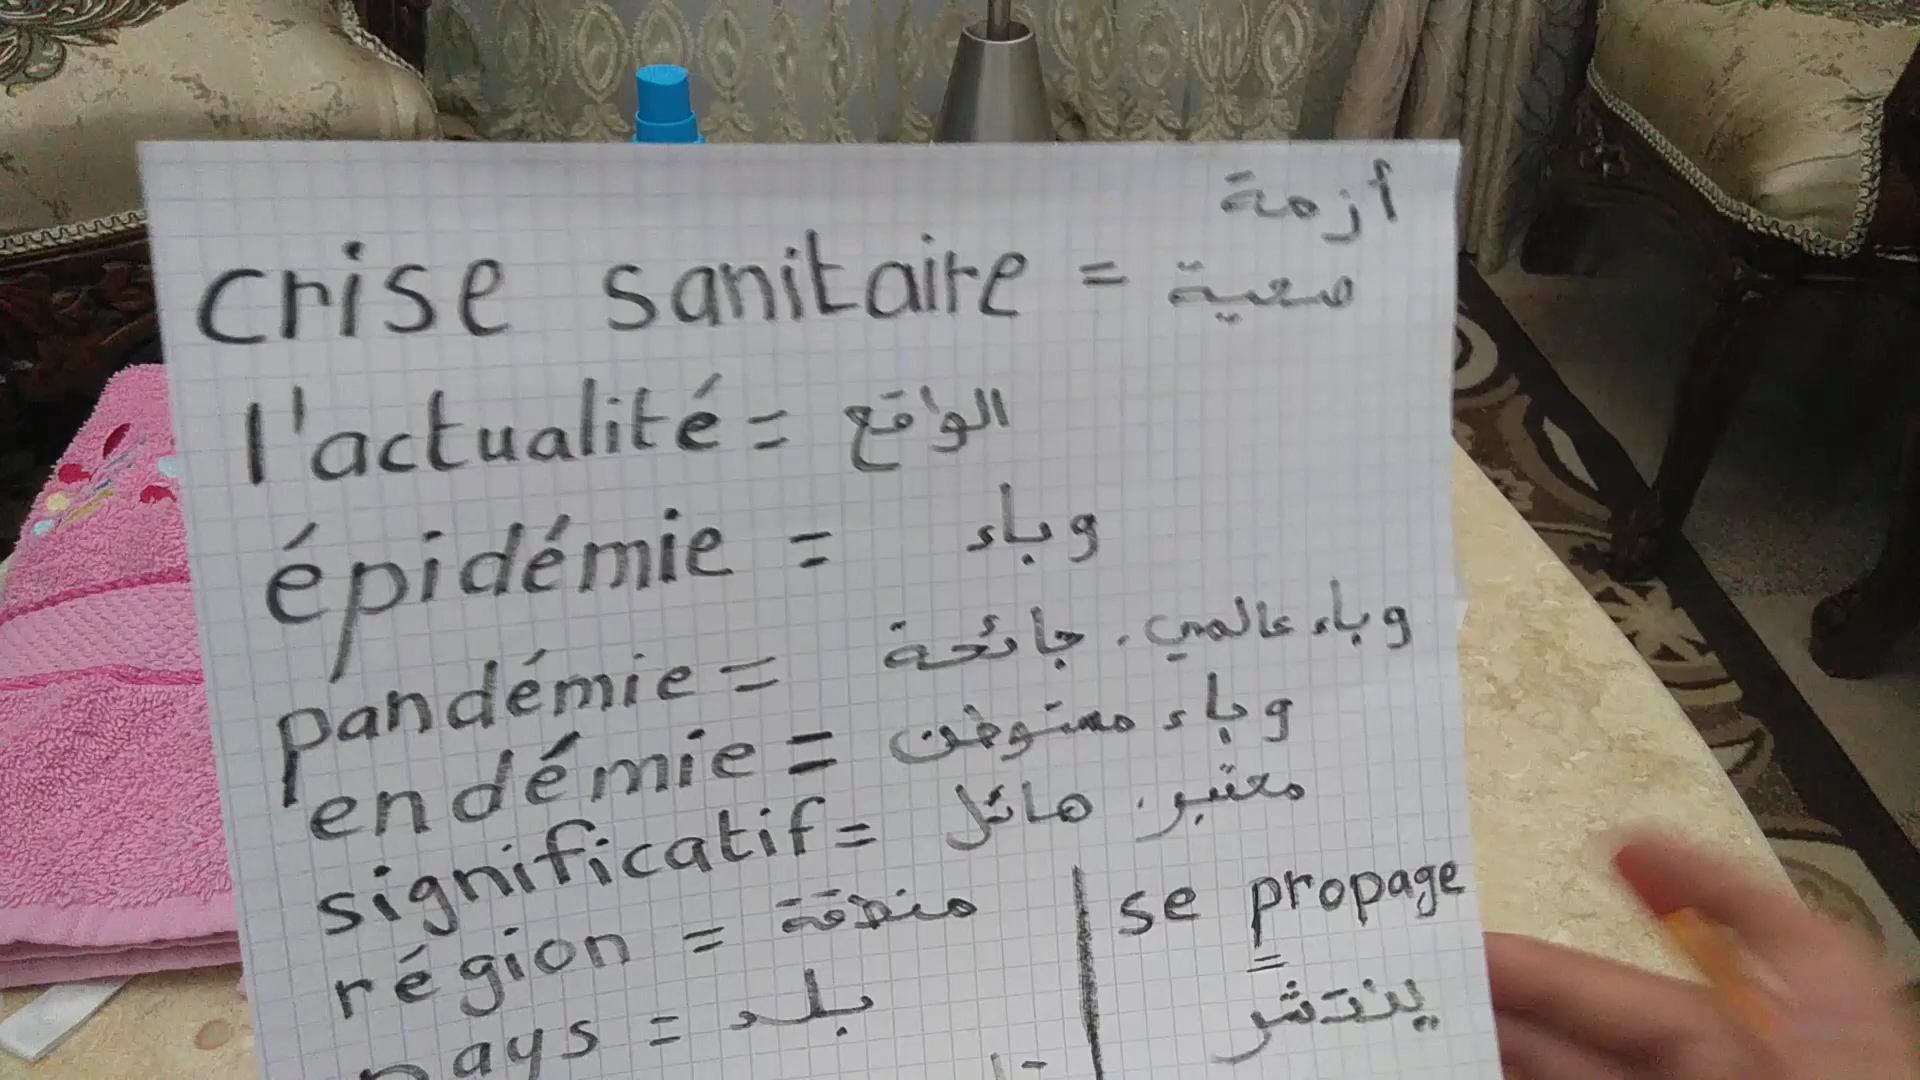 أزمة
crise sanitaire = صحية
l'actualité = الواقع
épidémie = وباء
pandémie = وباء عالمي. جائحة
endémie = وباء مستوطن
significatif = معتبر. هائل
région = منطقة
pays = بلد
se propage
=
ينتشر